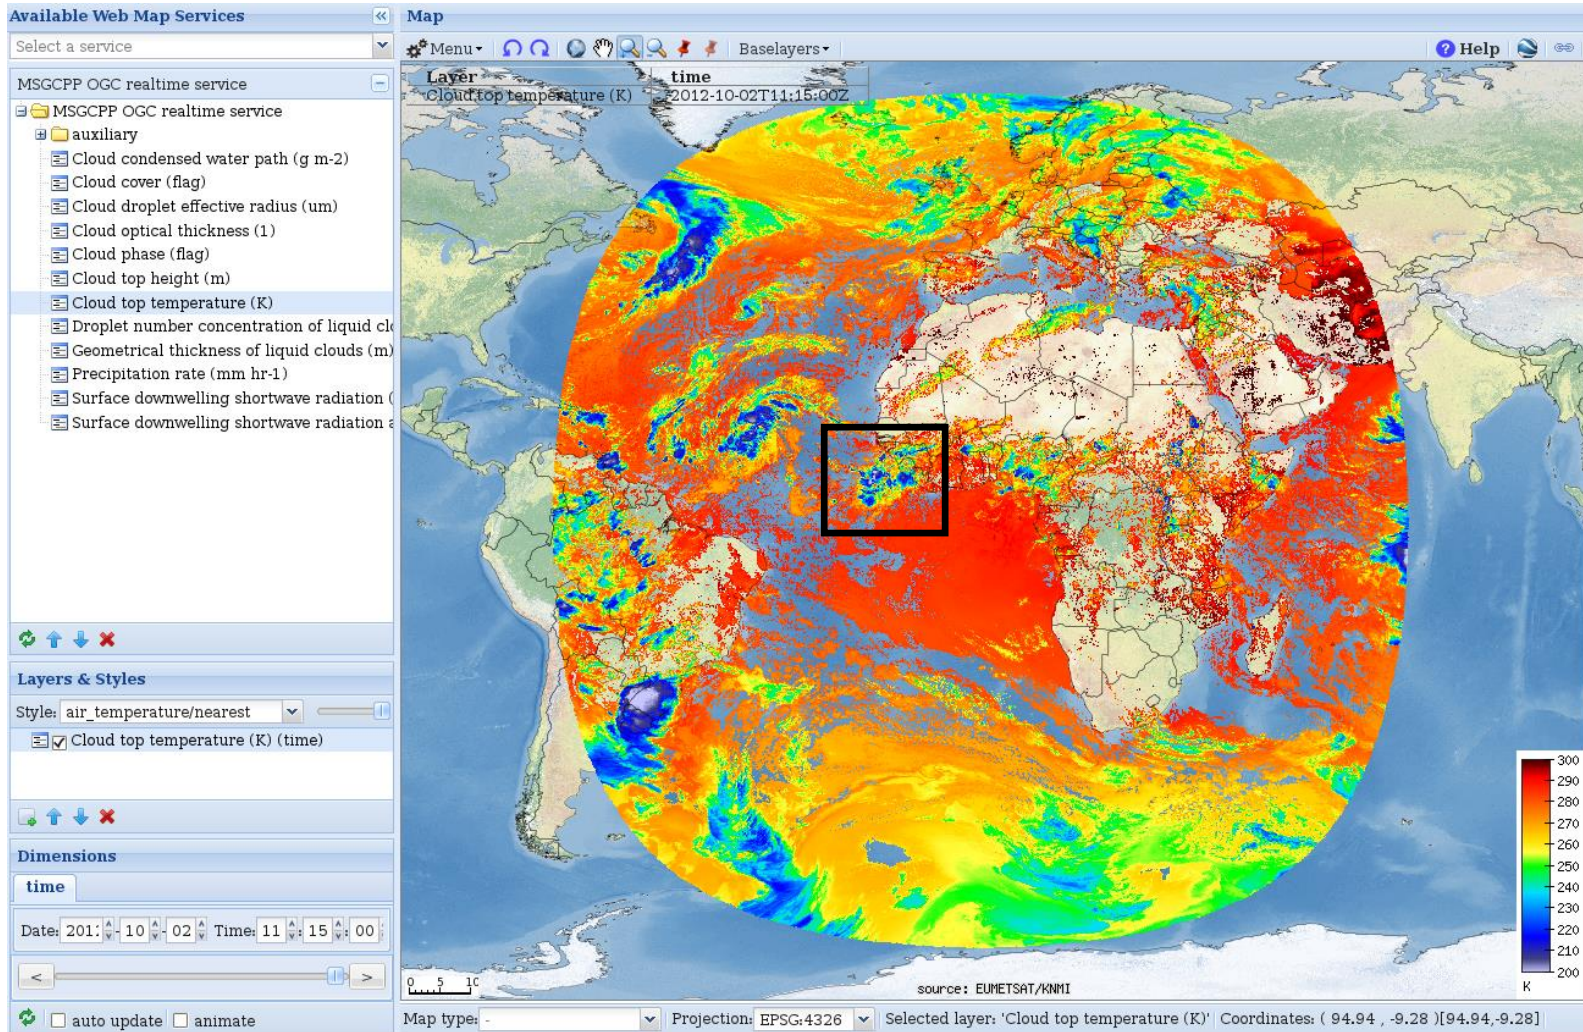 Available Web Map Services
Select a service
MSGCPP OGC realtime service
MSGCPP OGC realtime service
auxiliary
Cloud condensed water path (g m-2)
Cloud cover (flag)
Cloud droplet effective radius (um)
Cloud optical thickness (1)
Cloud phase (flag)
Cloud top height (m)
Cloud top temperature (K)
Droplet number concentration of liquid clo
Geometrical thickness of liquid clouds (m)
Precipitation rate (mm hr-1)
Surface downwelling shortwave radiation (
Surface downwelling shortwave radiation a
Layers & Styles
Style: air_temperature/nearest
Cloud top temperature (K) (time)
Dimensions
time
Date: 201 - 10 - 02 Time: 11 : 15 : 00
< >
auto update animate
Map
Menu Baselayers Help
Layer time
Cloud top temperature (K) 2012-10-02T11:15:00Z
300
290
280
270
260
250
240
230
220
210
200
K
0 5 10
source: EUMETSAT/KNMI
Map type: - Projection: EPSG:4326 Selected layer: 'Cloud top temperature (K)' Coordinates: ( 94.94 , -9.28 )[94.94,-9.28]